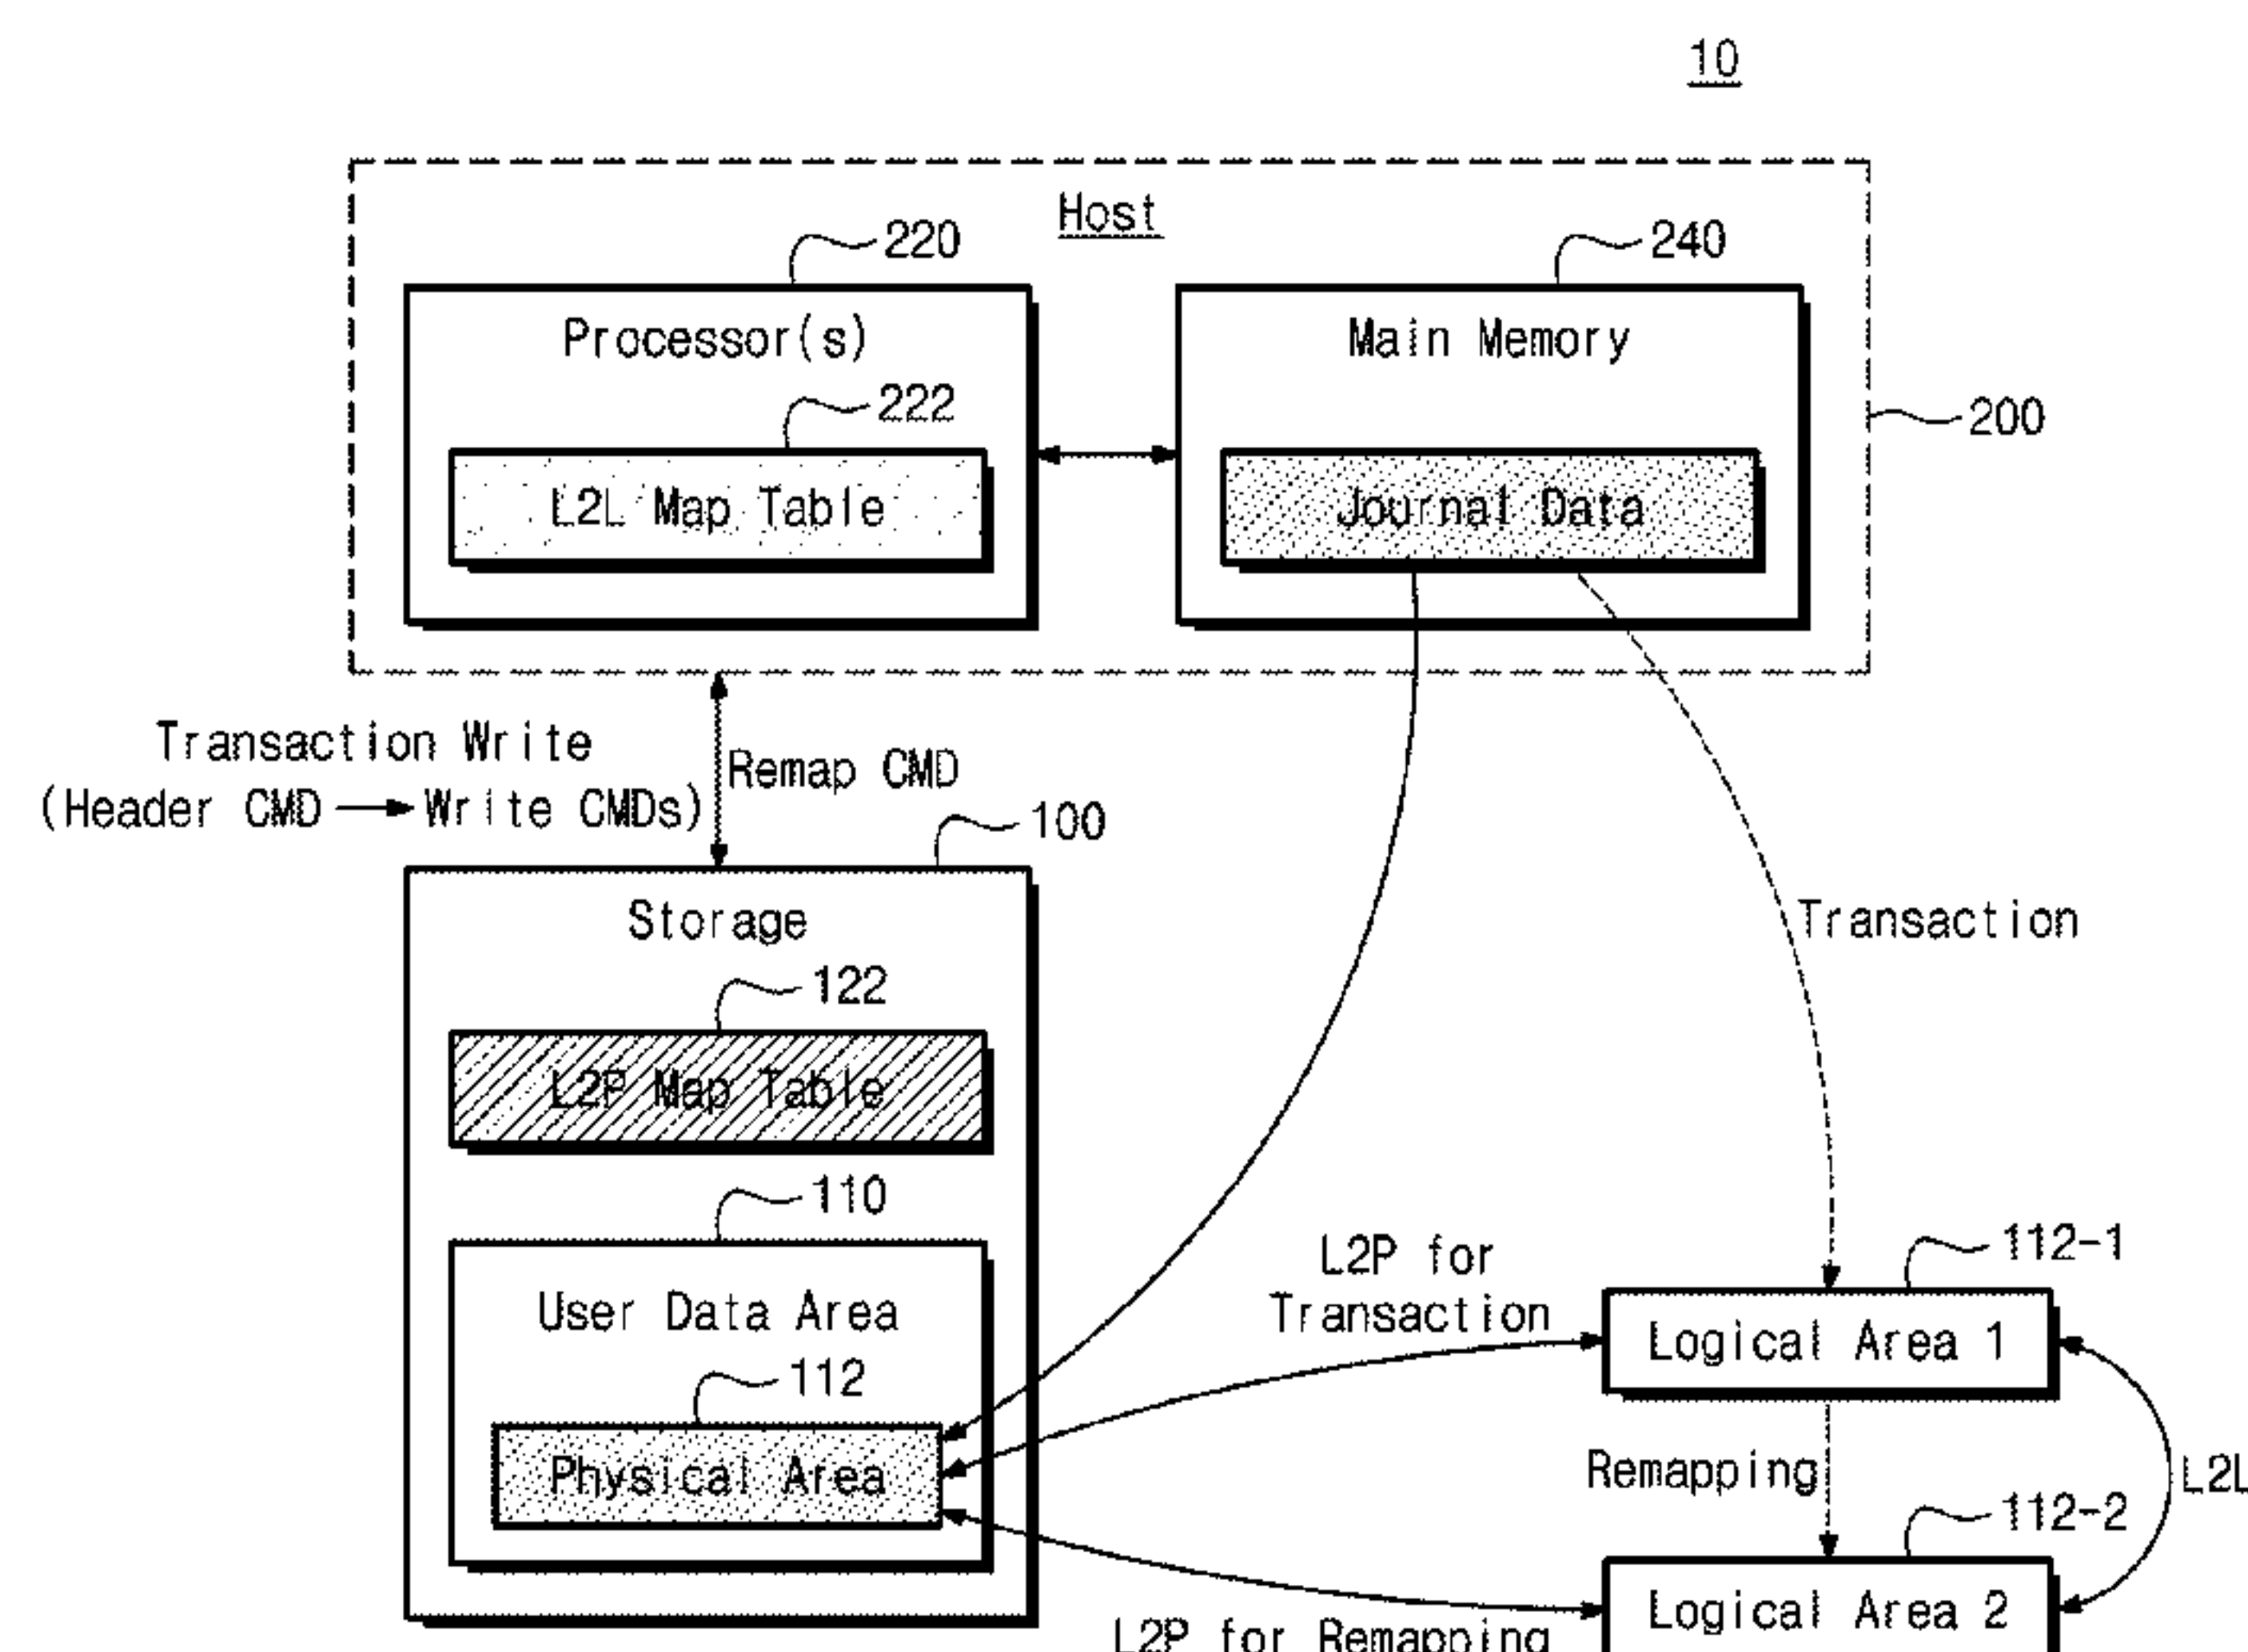 10
Host
220
240
Processor(s)
Main Memory
222
200
L2L Map Table
Journal Data
Transaction Write
(Header CMD → Write CMDs)
Remap CMD
100
Storage
Transaction
122
L2P Map Table
110
User Data Area
112
Physical Area
L2P for
Transaction
112-1
Logical Area 1
Remapping
L2L
112-2
Logical Area 2
L2P for Remapping